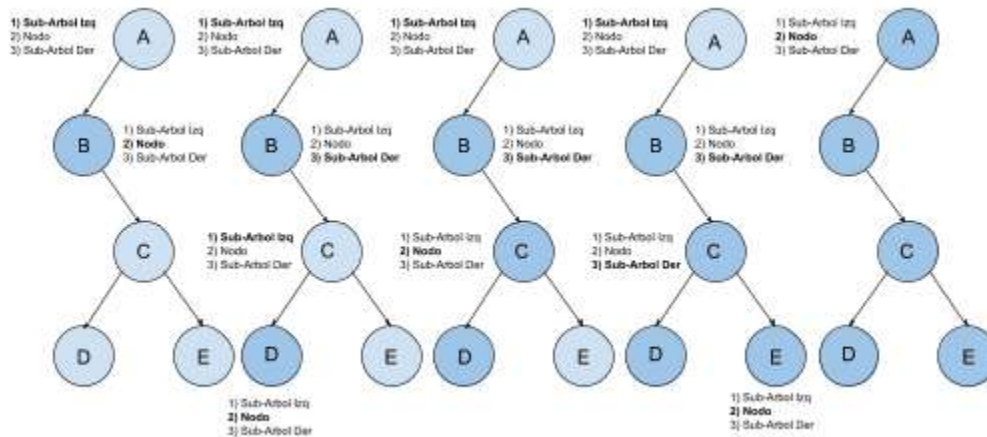 1) Sub-Arbol Izq
2) Nodo
3) Sub-Arbol Der
A
1) Sub-Arbol Izq
2) Nodo
3) Sub-Arbol Der
A
1) Sub-Arbol Izq
2) Nodo
3) Sub-Arbol Der
A
1) Sub-Arbol Izq
2) Nodo
3) Sub-Arbol Der
A
1) Sub-Arbol Izq
2) Nodo
3) Sub-Arbol Der
A
B
1) Sub-Arbol Izq
2) Nodo
3) Sub-Arbol Der
B
1) Sub-Arbol Izq
2) Nodo
3) Sub-Arbol Der
B
1) Sub-Arbol Izq
2) Nodo
3) Sub-Arbol Der
B
1) Sub-Arbol Izq
2) Nodo
3) Sub-Arbol Der
B
C
1) Sub-Arbol Izq
2) Nodo
3) Sub-Arbol Der
C
1) Sub-Arbol Izq
2) Nodo
3) Sub-Arbol Der
C
1) Sub-Arbol Izq
2) Nodo
3) Sub-Arbol Der
C
C
D
E
D
E
D
E
D
E
D
E
1) Sub-Arbol Izq
2) Nodo
3) Sub-Arbol Der
1) Sub-Arbol Izq
2) Nodo
3) Sub-Arbol Der